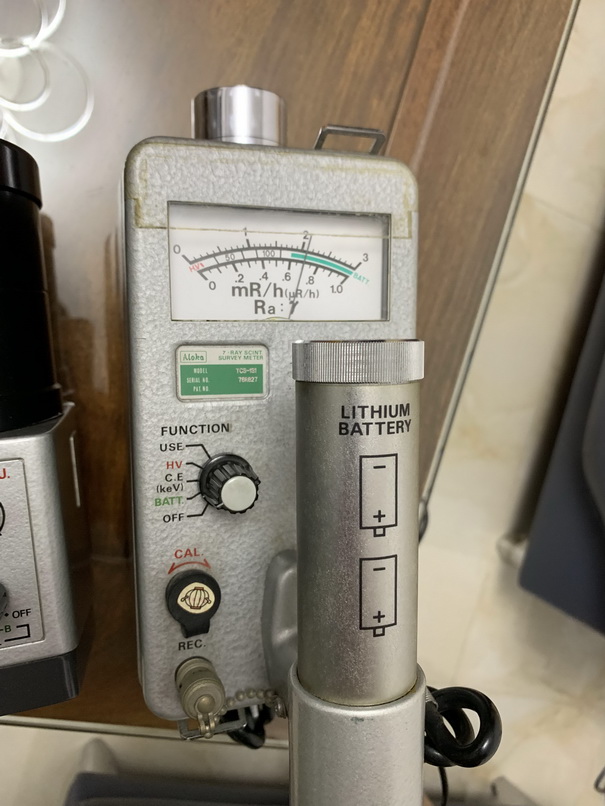 0 1 2 3
HV 50 100 BATT
0 .2 .4 .6 .8 1.0
mR/h(μR/h)
Ra: γ
Aloka
γ-RAY SCINT
SURVEY METER
MODEL
SERIAL NO.
PAT NO.
FUNCTION
USE
HV
C.E
(keV)
BATT.
OFF
CAL.
REC.
LITHIUM
BATTERY
−
+
−
+
U.
OFF
-B